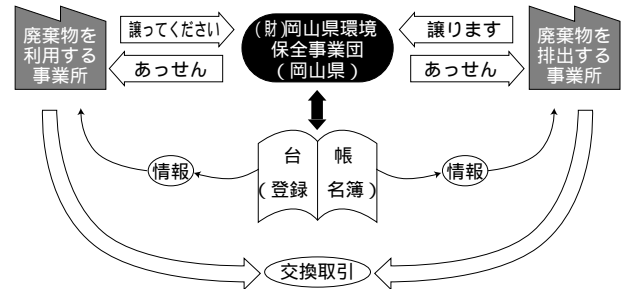 廃棄物を
利用する
事業所
譲ってください
あっせん
(財)岡山県環境
保全事業団
(岡山県)
譲ります
あっせん
廃棄物を
排出する
事業所
台 帳
(登録 名簿)
情報
情報
交換取引